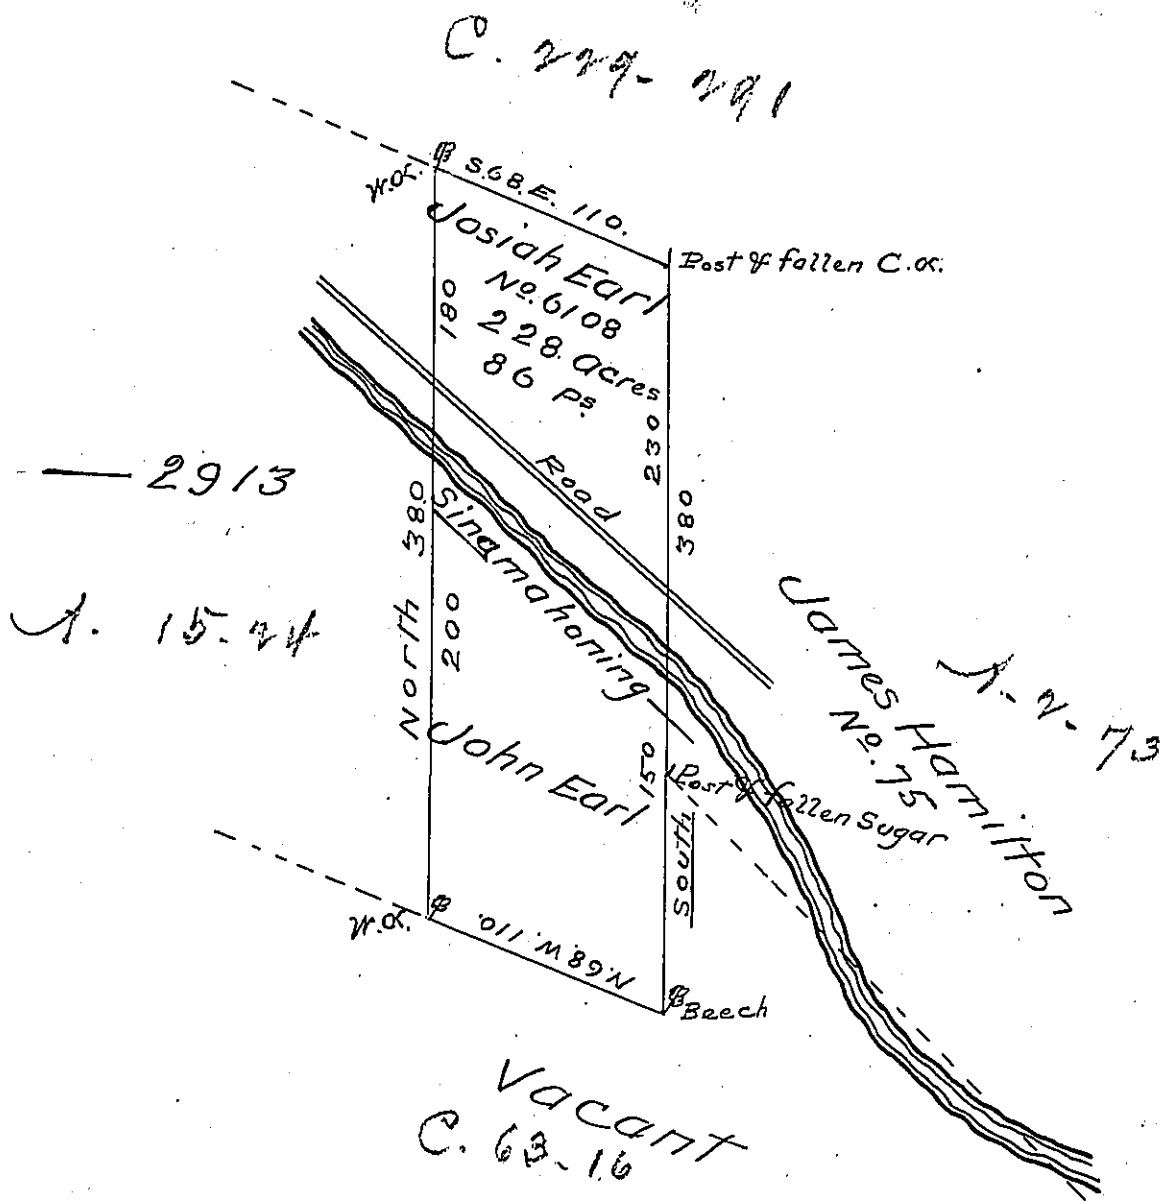 C. 229-291
S.68.E. 110.
W.O.
Post & fallen C.O.
Josiah Earl
No. 6108
228. acres
86 Ps
180
230
380
Road
— 2913
North 380
Sinamahoning
200
A. 15-24
James Hamilton
No. 75
A-2-73
John Earl
150
South
Post & fallen Sugar
W.O.
N.68.W. 110.
Beech
Vacant
C. 63-16